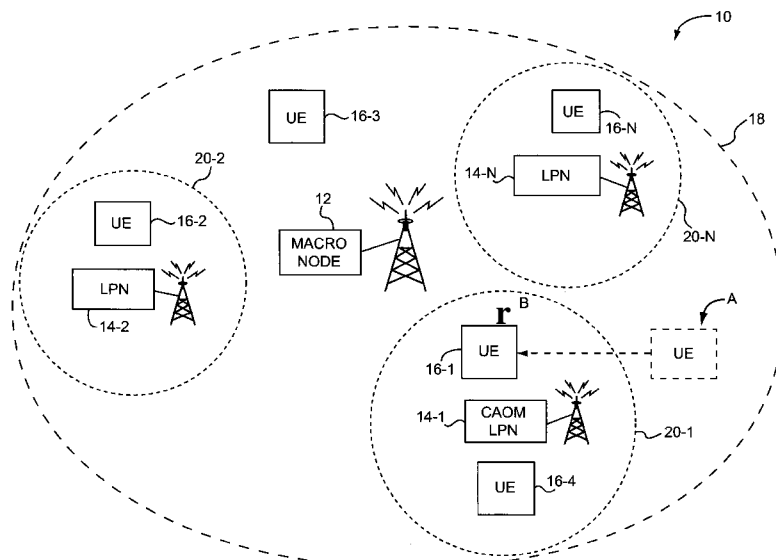 10
UE
16-3
UE
16-N
18
20-2
14-N
LPN
UE
16-2
12
MACRO
NODE
20-N
LPN
14-2
r B
A
UE
16-1
UE
14-1
CAOM
LPN
20-1
UE
16-4